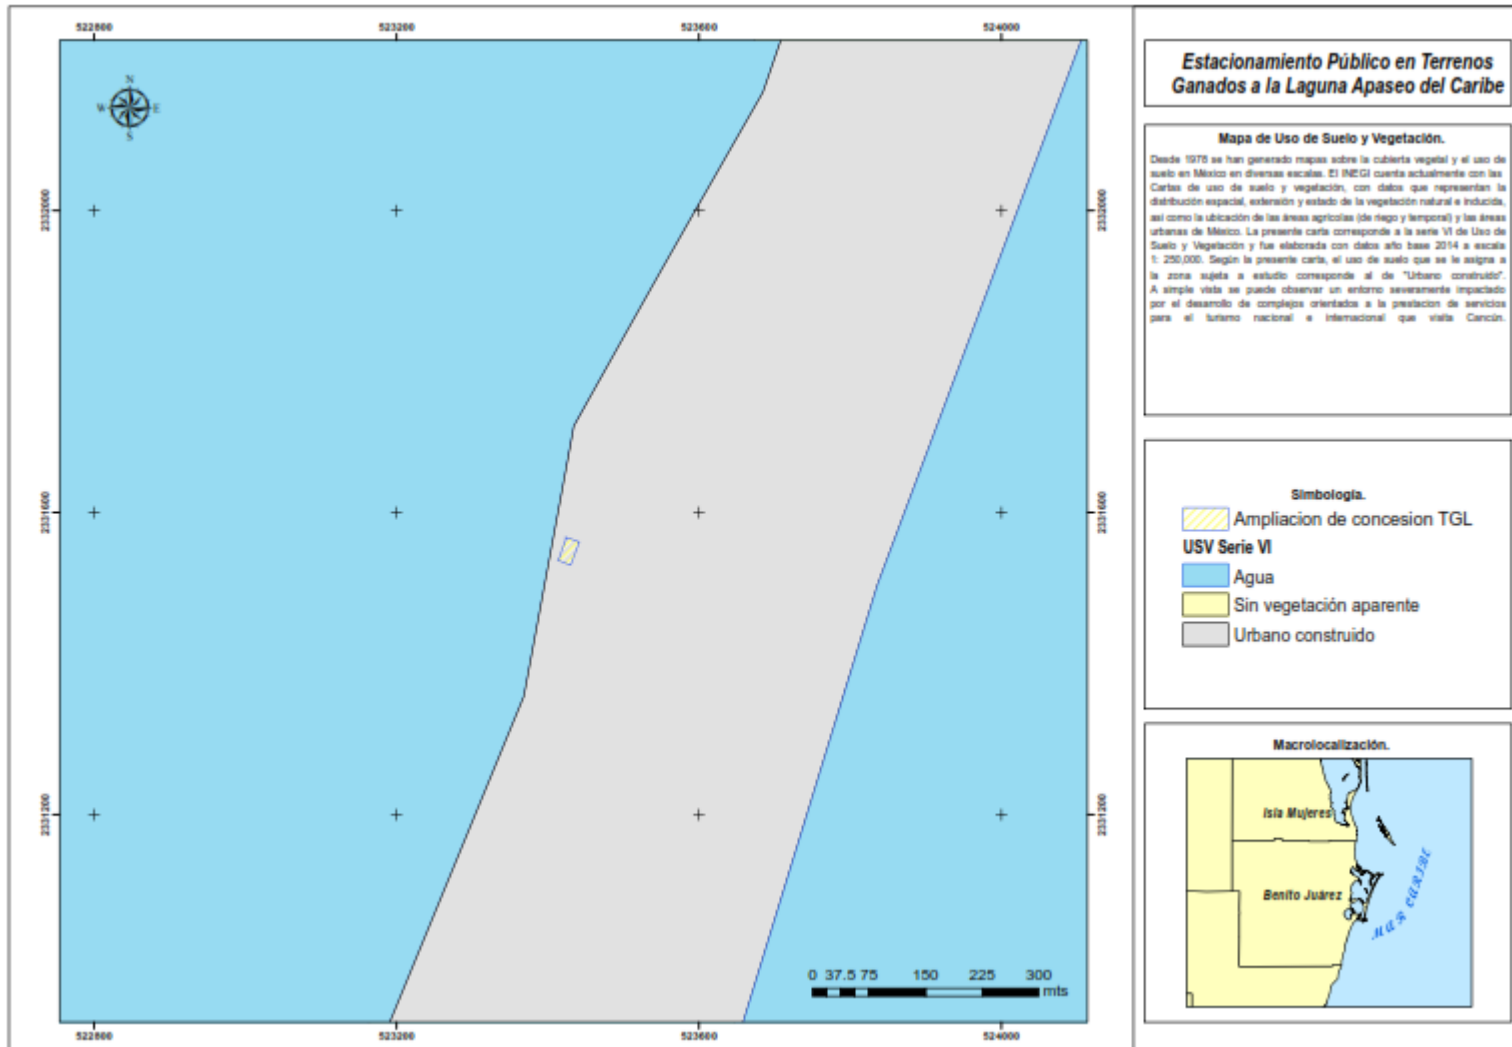 522800 523200 523600 524000
N
W E
S
2332000 2332000
2331600 2331600
2331200 2331200
0 37.5 75 150 225 300
mts
522800 523200 523600 524000
Estacionamiento Público en Terrenos
Ganados a la Laguna Apaseo del Caribe
Mapa de Uso de Suelo y Vegetación.
Desde 1978 se han generado mapas sobre la cubierta vegetal y el uso de
suelo en México en diversas escalas. El INEGI cuenta actualmente con las
Cartas de uso de suelo y vegetación, con datos que representan la
distribución espacial, extensión y estado de la vegetación natural e inducida,
así como la ubicación de las áreas agrícolas (de riego y temporal) y las áreas
urbanas de México. La presente carta corresponde a la serie VI de Uso de
Suelo y Vegetación y fue elaborada con datos año base 2014 a escala
1: 250,000. Según la presente carta, el uso de suelo que se le asigna a
la zona sujeta a estudio corresponde al de "Urbano construido".
A simple vista se puede observar un entorno severamente impactado
por el desarrollo de complejos orientados a la prestacion de servicios
para el turismo nacional e internacional que visita Cancún.
Simbología.
Ampliacion de concesion TGL
USV Serie VI
Agua
Sin vegetación aparente
Urbano construido
Macrolocalización.
Isla Mujeres
Benito Juárez
MAR CARIBE